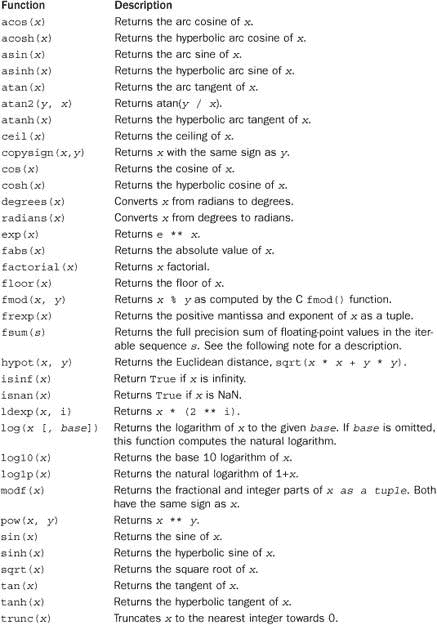 Function Description
acos(x) Returns the arc cosine of x.
acosh(x) Returns the hyperbolic arc cosine of x.
asin(x) Returns the arc sine of x.
asinh(x) Returns the hyperbolic arc sine of x.
atan(x) Returns the arc tangent of x.
atan2(y, x) Returns atan(y / x).
atanh(x) Returns the hyperbolic arc tangent of x.
ceil(x) Returns the ceiling of x.
copysign(x,y) Returns x with the same sign as y.
cos(x) Returns the cosine of x.
cosh(x) Returns the hyperbolic cosine of x.
degrees(x) Converts x from radians to degrees.
radians(x) Converts x from degrees to radians.
exp(x) Returns e ** x.
fabs(x) Returns the absolute value of x.
factorial(x) Returns x factorial.
floor(x) Returns the floor of x.
fmod(x, y) Returns x % y as computed by the C fmod() function.
frexp(x) Returns the positive mantissa and exponent of x as a tuple.
fsum(s) Returns the full precision sum of floating-point values in the iter-
able sequence s. See the following note for a description.
hypot(x, y) Returns the Euclidean distance, sqrt(x * x + y * y).
isinf(x) Return True if x is infinity.
isnan(x) Returns True if x is NaN.
ldexp(x, i) Returns x * (2 ** i).
log(x [, base]) Returns the logarithm of x to the given base. If base is omitted,
this function computes the natural logarithm.
log10(x) Returns the base 10 logarithm of x.
log1p(x) Returns the natural logarithm of 1+x.
modf(x) Returns the fractional and integer parts of x as a tuple. Both
have the same sign as x.
pow(x, y) Returns x ** y.
sin(x) Returns the sine of x.
sinh(x) Returns the hyperbolic sine of x.
sqrt(x) Returns the square root of x.
tan(x) Returns the tangent of x.
tanh(x) Returns the hyperbolic tangent of x.
trunc(x) Truncates x to the nearest integer towards 0.